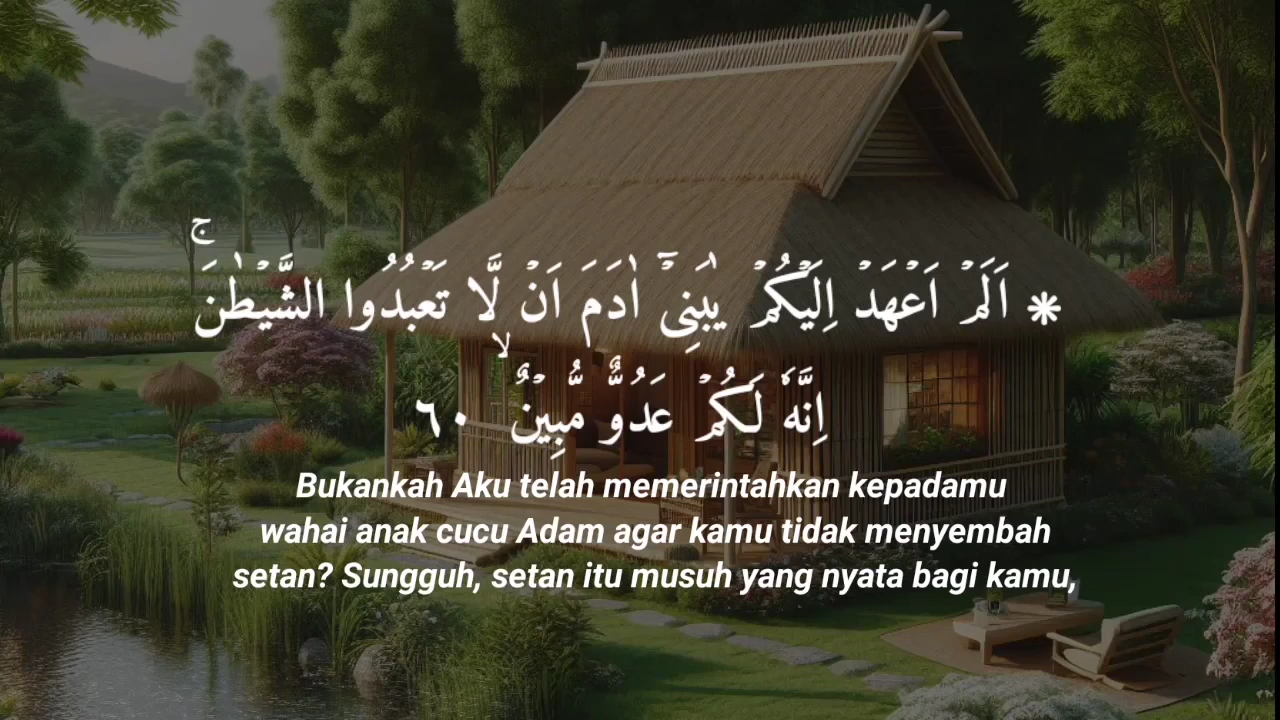 * اَلَمْ اَعْهَدْ اِلَيْكُمْ يٰبَنِيْٓ اٰدَمَ اَنْ لَّا تَعْبُدُوا الشَّيْطٰنَۚ
اِنَّهٗ لَكُمْ عَدُوٌّ مُّبِيْنٌۙ ٦٠
Bukankah Aku telah memerintahkan kepadamu
wahai anak cucu Adam agar kamu tidak menyembah
setan? Sungguh, setan itu musuh yang nyata bagi kamu,